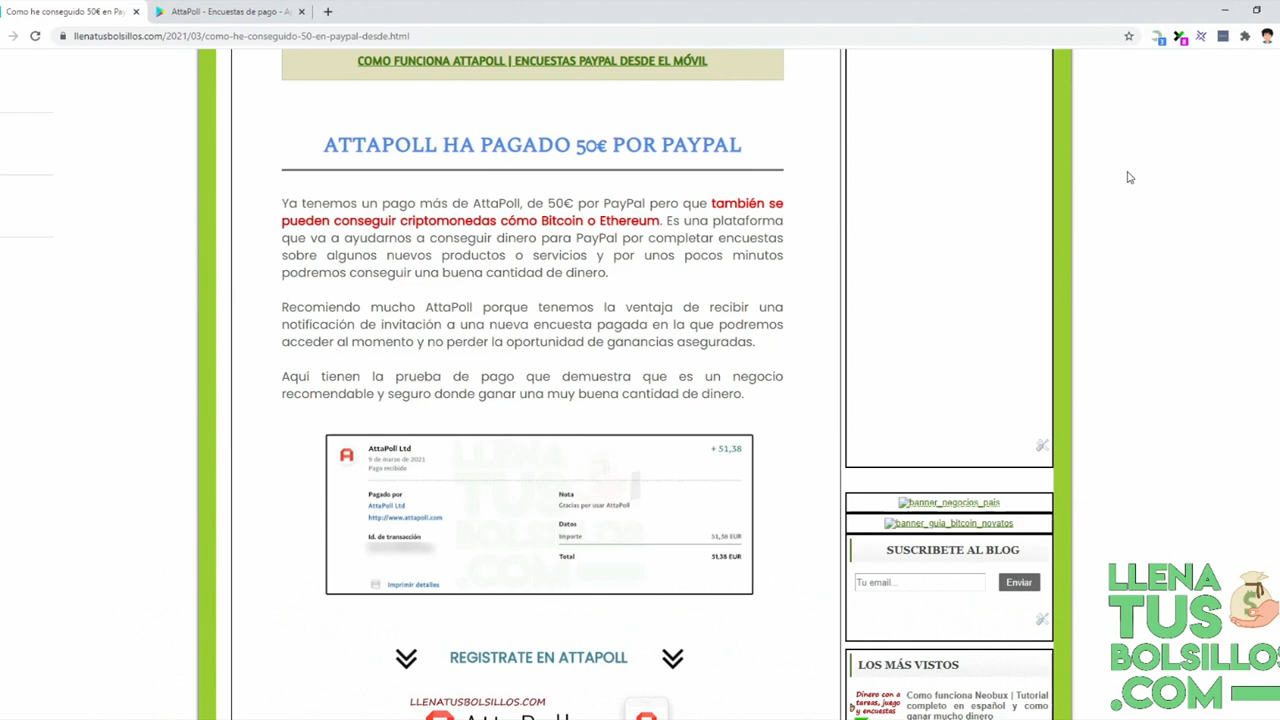 Como he conseguido 50€ en Pay
AttaPoll - Encuestas de pago - A
llenatusbolsillos.com/2021/03/como-he-conseguido-50-en-paypal-desde.html
COMO FUNCIONA ATTAPOLL | ENCUESTAS PAYPAL DESDE EL MÓVIL
ATTAPOLL HA PAGADO 50€ POR PAYPAL
Ya tenemos un pago más de AttaPoll, de 50€ por PayPal pero que también se
pueden conseguir criptomonedas cómo Bitcoin o Ethereum. Es una plataforma
que va a ayudarnos a conseguir dinero para PayPal por completar encuestas
sobre algunos nuevos productos o servicios y por unos pocos minutos
podremos conseguir una buena cantidad de dinero.
Recomiendo mucho AttaPoll porque tenemos la ventaja de recibir una
notificación de invitación a una nueva encuesta pagada en la que podremos
acceder al momento y no perder la oportunidad de ganancias aseguradas.
Aquí tienen la prueba de pago que demuestra que es un negocio
recomendable y seguro donde ganar una muy buena cantidad de dinero.
AttaPoll Ltd
+ 51,38
9 de marzo de 2021
Pago recibido
Pagado por
Nota
AttaPoll Ltd
Gracias por usar AttaPoll
http://www.attapoll.com
Datos
Id. de transacción
Importe
51,38 EUR
Total
51,38 EUR
Imprimir detalles
LLENA
TUS
BOLSILLOS
.COM
REGISTRATE EN ATTAPOLL
LLENATUSBOLSILLOS.COM
AttaPoll
banner_negocios_pais
banner_guia_bitcoin_novatos
SUSCRIBETE AL BLOG
Tu email...
Enviar
LOS MÁS VISTOS
Dinero con
tareas, juego
y encuestas
Como funciona Neobux | Tutorial
completo en español y como
ganar mucho dinero
LLENA
TUS
BOLSILLOS
.COM